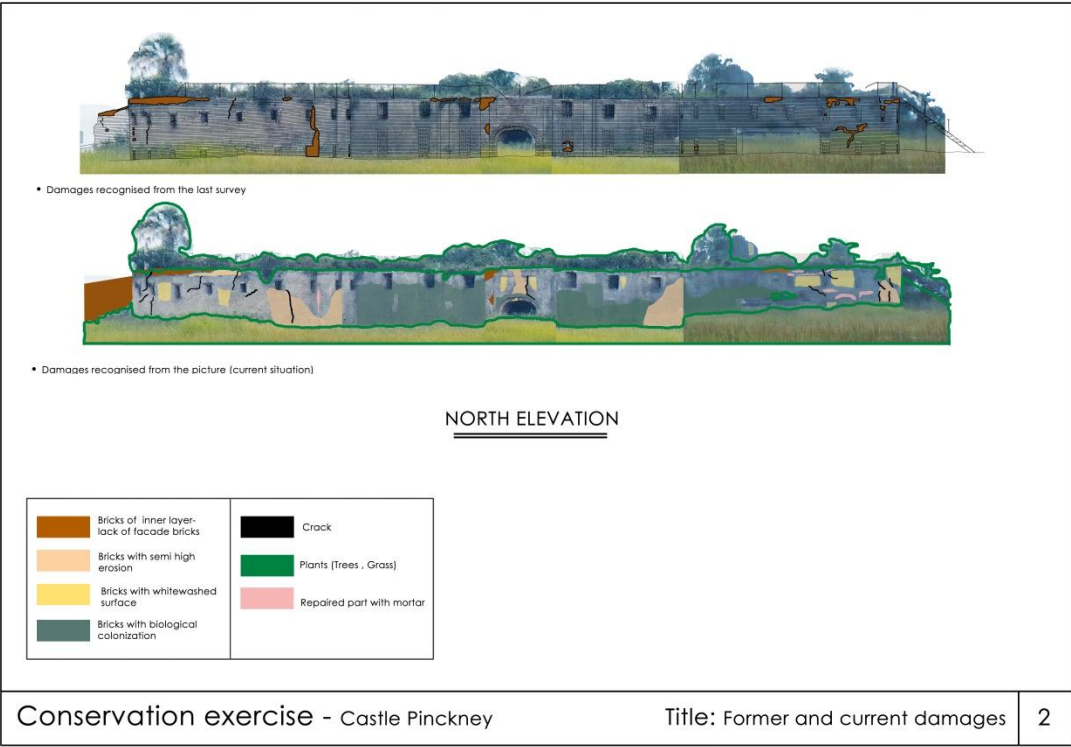 • Damages recognised from the last survey
• Damages recognised from the picture (current situation)
NORTH ELEVATION
Bricks of inner layer-
lack of facade bricks
Bricks with semi high
erosion
Bricks with whitewashed
surface
Bricks with biological
colonization
Crack
Plants (Trees , Grass)
Repaired part with mortar
Conservation exercise - Castle Pinckney
Title: Former and current damages
2